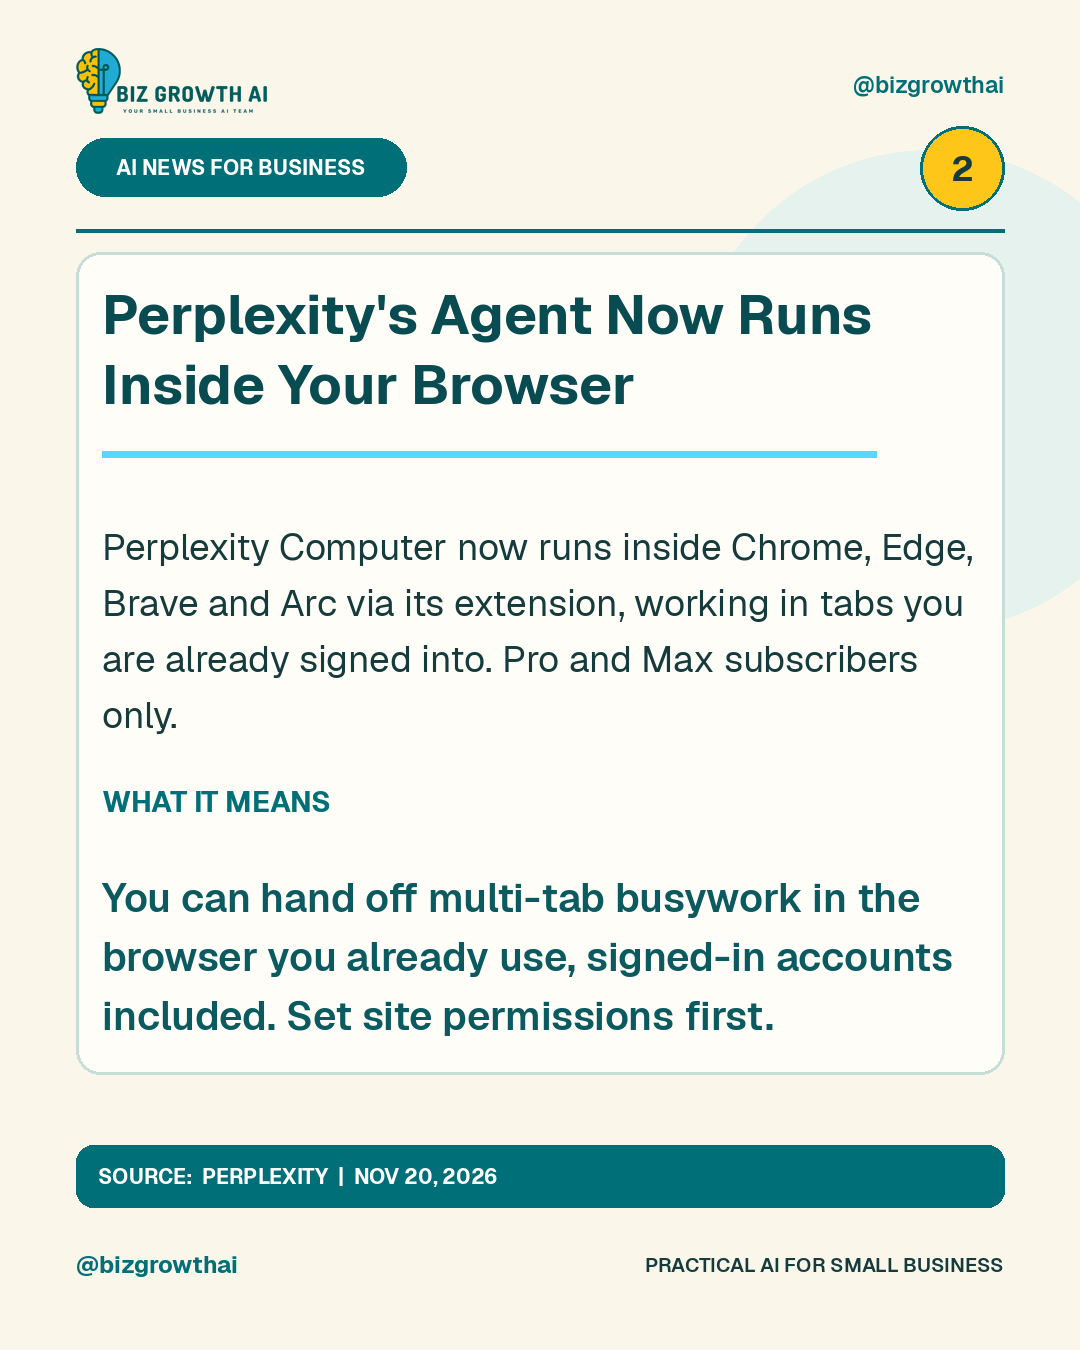 BIZ GROWTH AI
YOUR SMALL BUSINESS AI TEAM
@bizgrowthai
AI NEWS FOR BUSINESS
2
Perplexity's Agent Now Runs
Inside Your Browser
Perplexity Computer now runs inside Chrome, Edge,
Brave and Arc via its extension, working in tabs you
are already signed into. Pro and Max subscribers
only.
WHAT IT MEANS
You can hand off multi-tab busywork in the
browser you already use, signed-in accounts
included. Set site permissions first.
SOURCE: PERPLEXITY | NOV 20, 2026
@bizgrowthai
PRACTICAL AI FOR SMALL BUSINESS